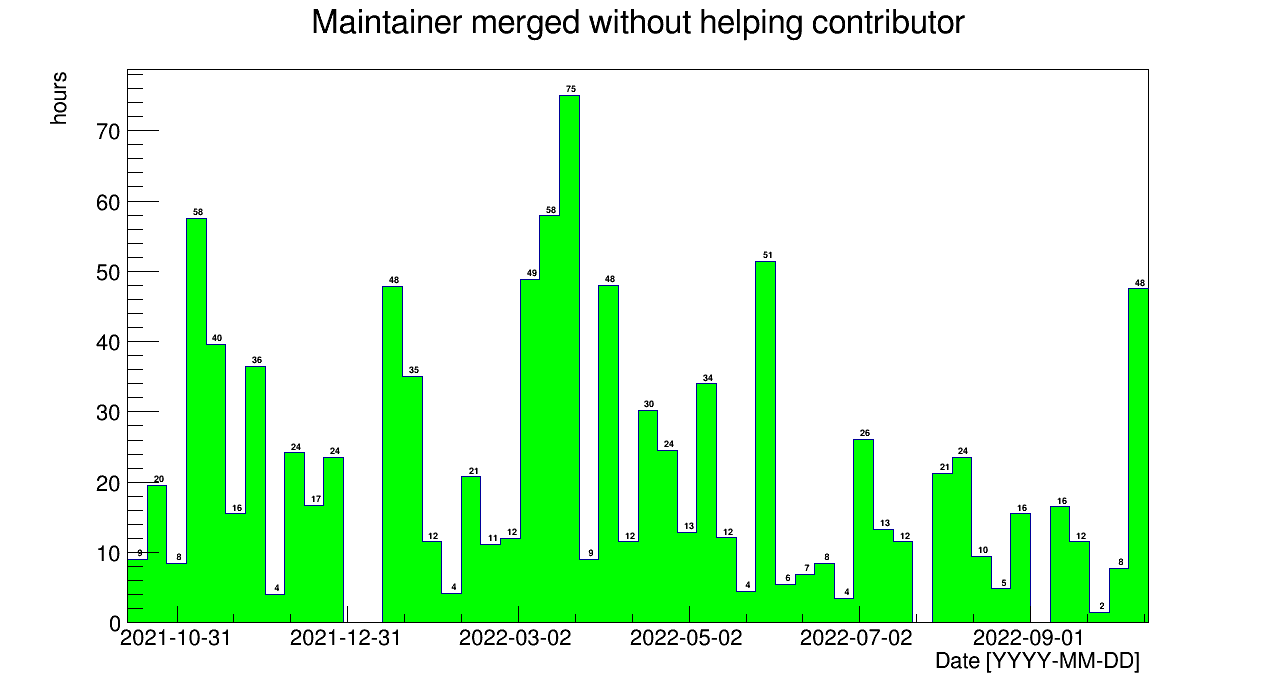 Maintainer merged without helping contributor
hours
70
60
50
40
30
20
10
0
9 20 8 58 40 16 36 4 24 17 24 48 35 12 4 21 11 12 49 58 75 9 48 12 30 24 13 34 12 4 51 6 7 8 4 26 13 12 21 24 10 5 16 16 12 2 8 48
2021-10-31 2021-12-31 2022-03-02 2022-05-02 2022-07-02 2022-09-01
Date [YYYY-MM-DD]